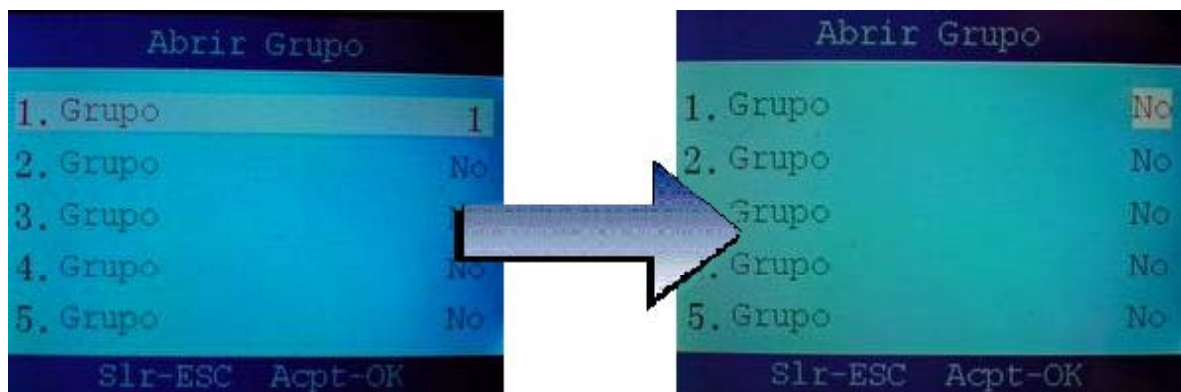 Abrir Grupo
1. Grupo 1
2. Grupo No
3. Grupo
4. Grupo No
5. Grupo No
Slr-ESC Acpt-OK
Abrir Grupo
1. Grupo No
2. Grupo No
Grupo No
. Grupo No
5. Grupo No
Slr-ESC Acpt-OK